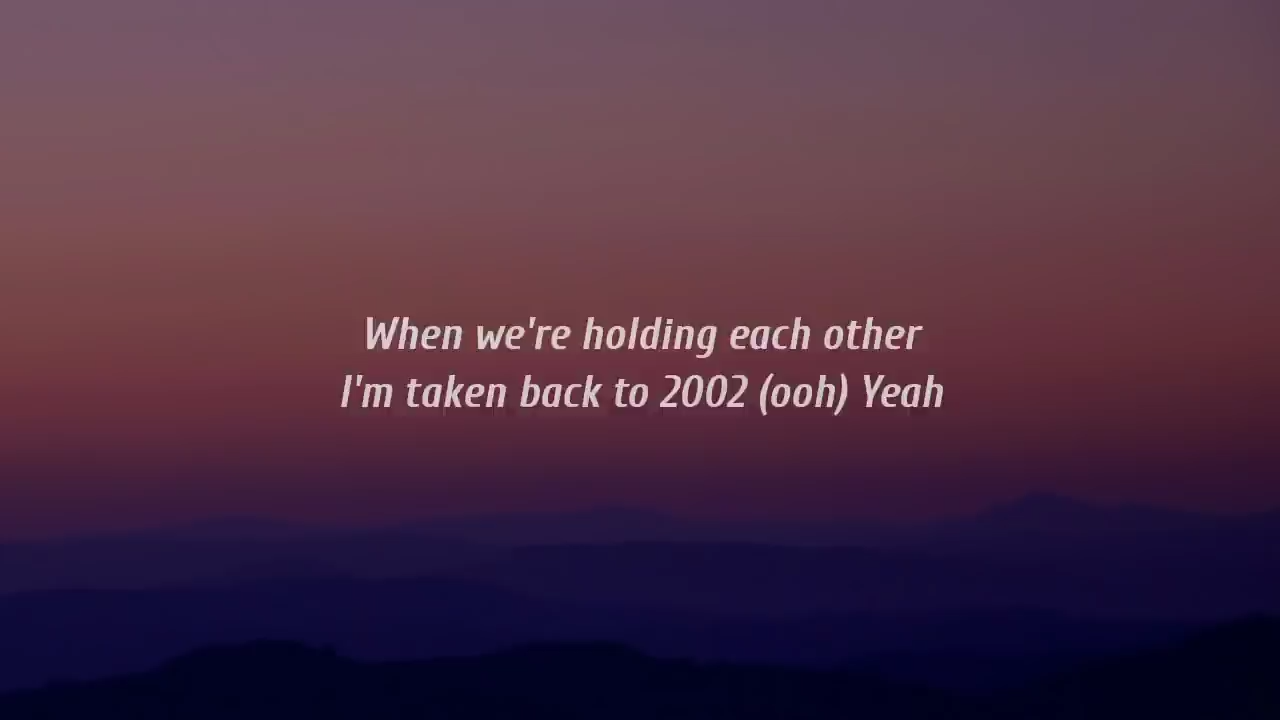 When we're holding each other
I'm taken back to 2002 (ooh) Yeah